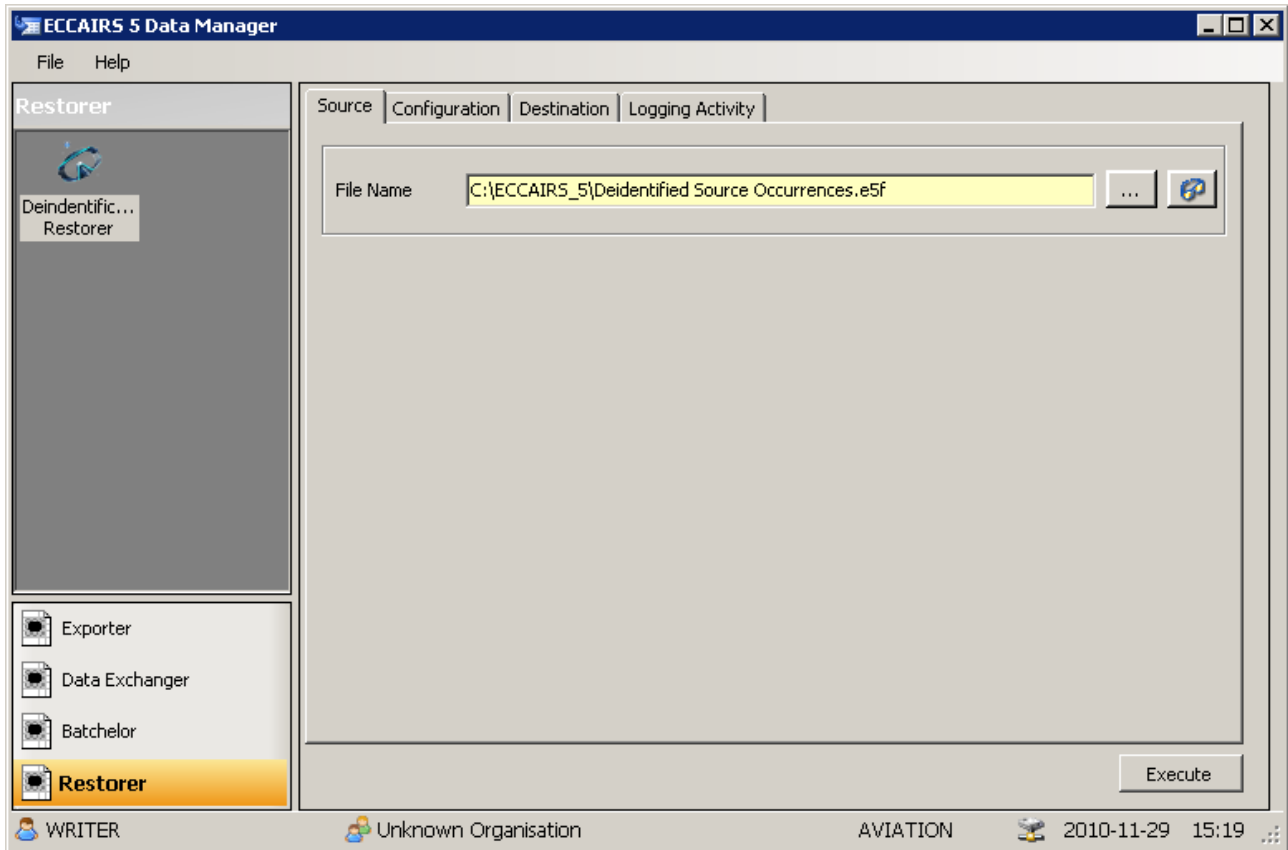 ECCAIRS 5 Data Manager
File Help
Restorer
Deindentific...
Restorer
Source Configuration Destination Logging Activity
File Name C:\ECCAIRS_5\Deidentified Source Occurrences.e5f ...
Exporter
Data Exchanger
Batchelor
Restorer
Execute
WRITER Unknown Organisation AVIATION 2010-11-29 15:19